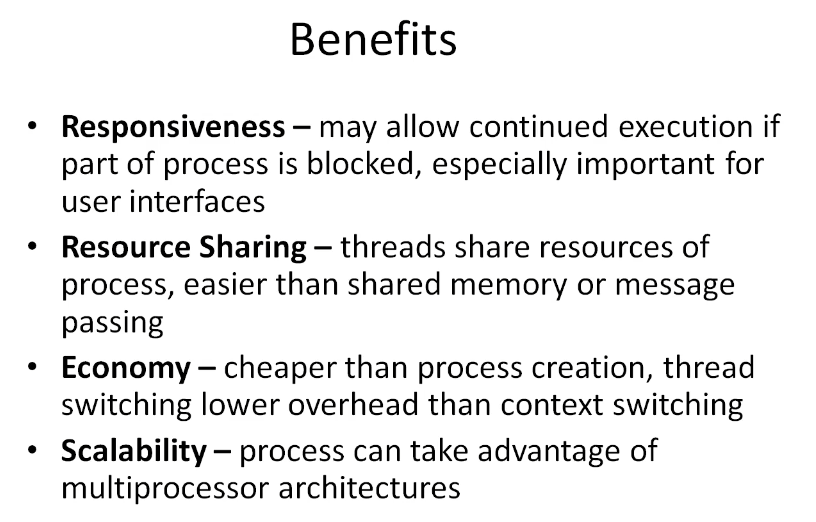 Benefits
• Responsiveness – may allow continued execution if
part of process is blocked, especially important for
user interfaces
• Resource Sharing – threads share resources of
process, easier than shared memory or message
passing
• Economy – cheaper than process creation, thread
switching lower overhead than context switching
• Scalability – process can take advantage of
multiprocessor architectures